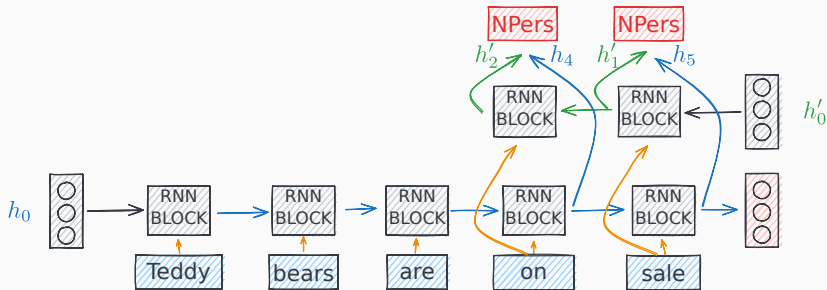 NPers NPers
h'₂ h₄ h'₁ h₅
RNN BLOCK RNN BLOCK h'₀
h₀ RNN BLOCK RNN BLOCK RNN BLOCK RNN BLOCK RNN BLOCK
Teddy bears are on sale